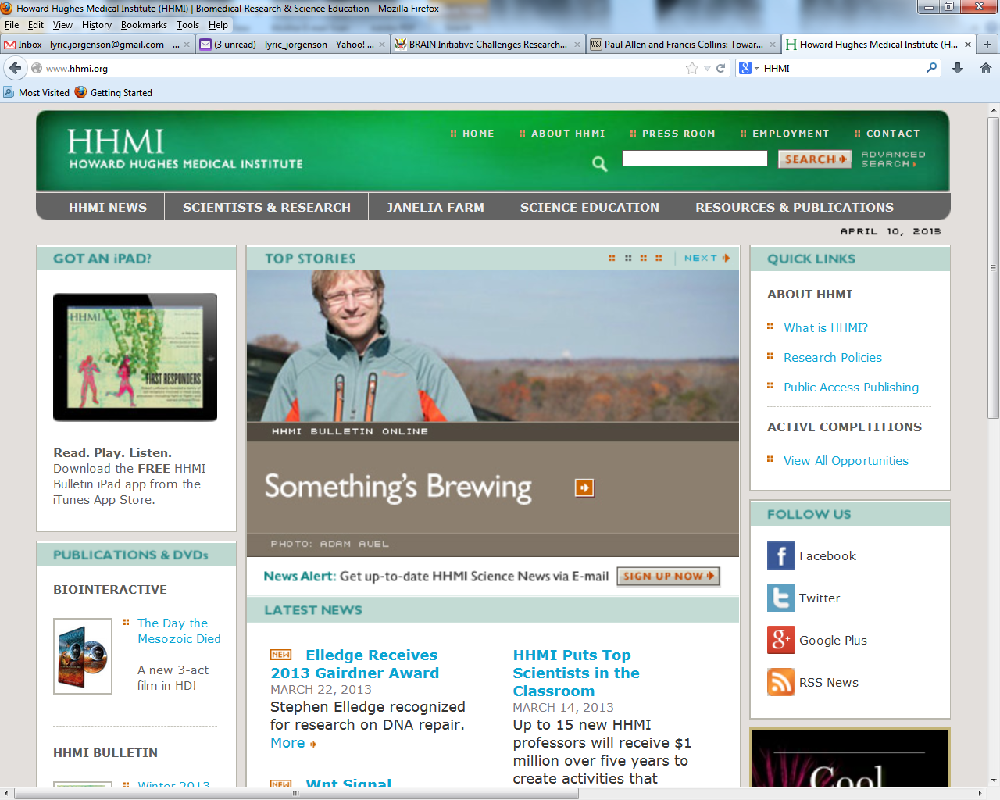 Howard Hughes Medical Institute (HHMI) | Biomedical Research & Science Education - Mozilla Firefox
File Edit View History Bookmarks Tools Help
Inbox - lyric.jorgenson@gmail.com - ...
(3 unread) - lyric_jorgenson - Yahoo! ...
BRAIN Initiative Challenges Research...
WSJ Paul Allen and Francis Collins: Towar...
Howard Hughes Medical Institute (H...
www.hhmi.org
HHMI
Most Visited Getting Started
HHMI
HOWARD HUGHES MEDICAL INSTITUTE
HOME ABOUT HHMI PRESS ROOM EMPLOYMENT CONTACT
SEARCH
ADVANCED
SEARCH
HHMI NEWS SCIENTISTS & RESEARCH JANELIA FARM SCIENCE EDUCATION RESOURCES & PUBLICATIONS
APRIL 10, 2013
GOT AN iPAD?
HHMI
FIRST RESPONDERS
Read. Play. Listen.
Download the FREE HHMI
Bulletin iPad app from the
iTunes App Store.
PUBLICATIONS & DVDs
BIOINTERACTIVE
The Day the
Mesozoic Died
A new 3-act
film in HD!
HHMI BULLETIN
Winter 2013
TOP STORIES
NEXT
HHMI BULLETIN ONLINE
Something's Brewing
PHOTO: ADAM AUEL
News Alert: Get up-to-date HHMI Science News via E-mail SIGN UP NOW
LATEST NEWS
NEW Elledge Receives
2013 Gairdner Award
MARCH 22, 2013
Stephen Elledge recognized
for research on DNA repair.
More
NEW Wnt Signal
HHMI Puts Top
Scientists in the
Classroom
MARCH 14, 2013
Up to 15 new HHMI
professors will receive $1
million over five years to
create activities that
QUICK LINKS
ABOUT HHMI
What is HHMI?
Research Policies
Public Access Publishing
ACTIVE COMPETITIONS
View All Opportunities
FOLLOW US
Facebook
Twitter
Google Plus
RSS News
Cool